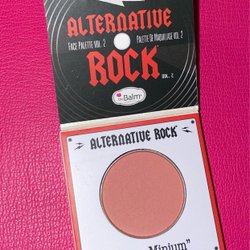 ALTERNATIVE
FACE PALETTE VOL. 2 PALETTE DE MAQUILLAGE VOL. 2
ROCK
VOL. 2
theBalm
ALTERNATIVE ROCK
Minium"